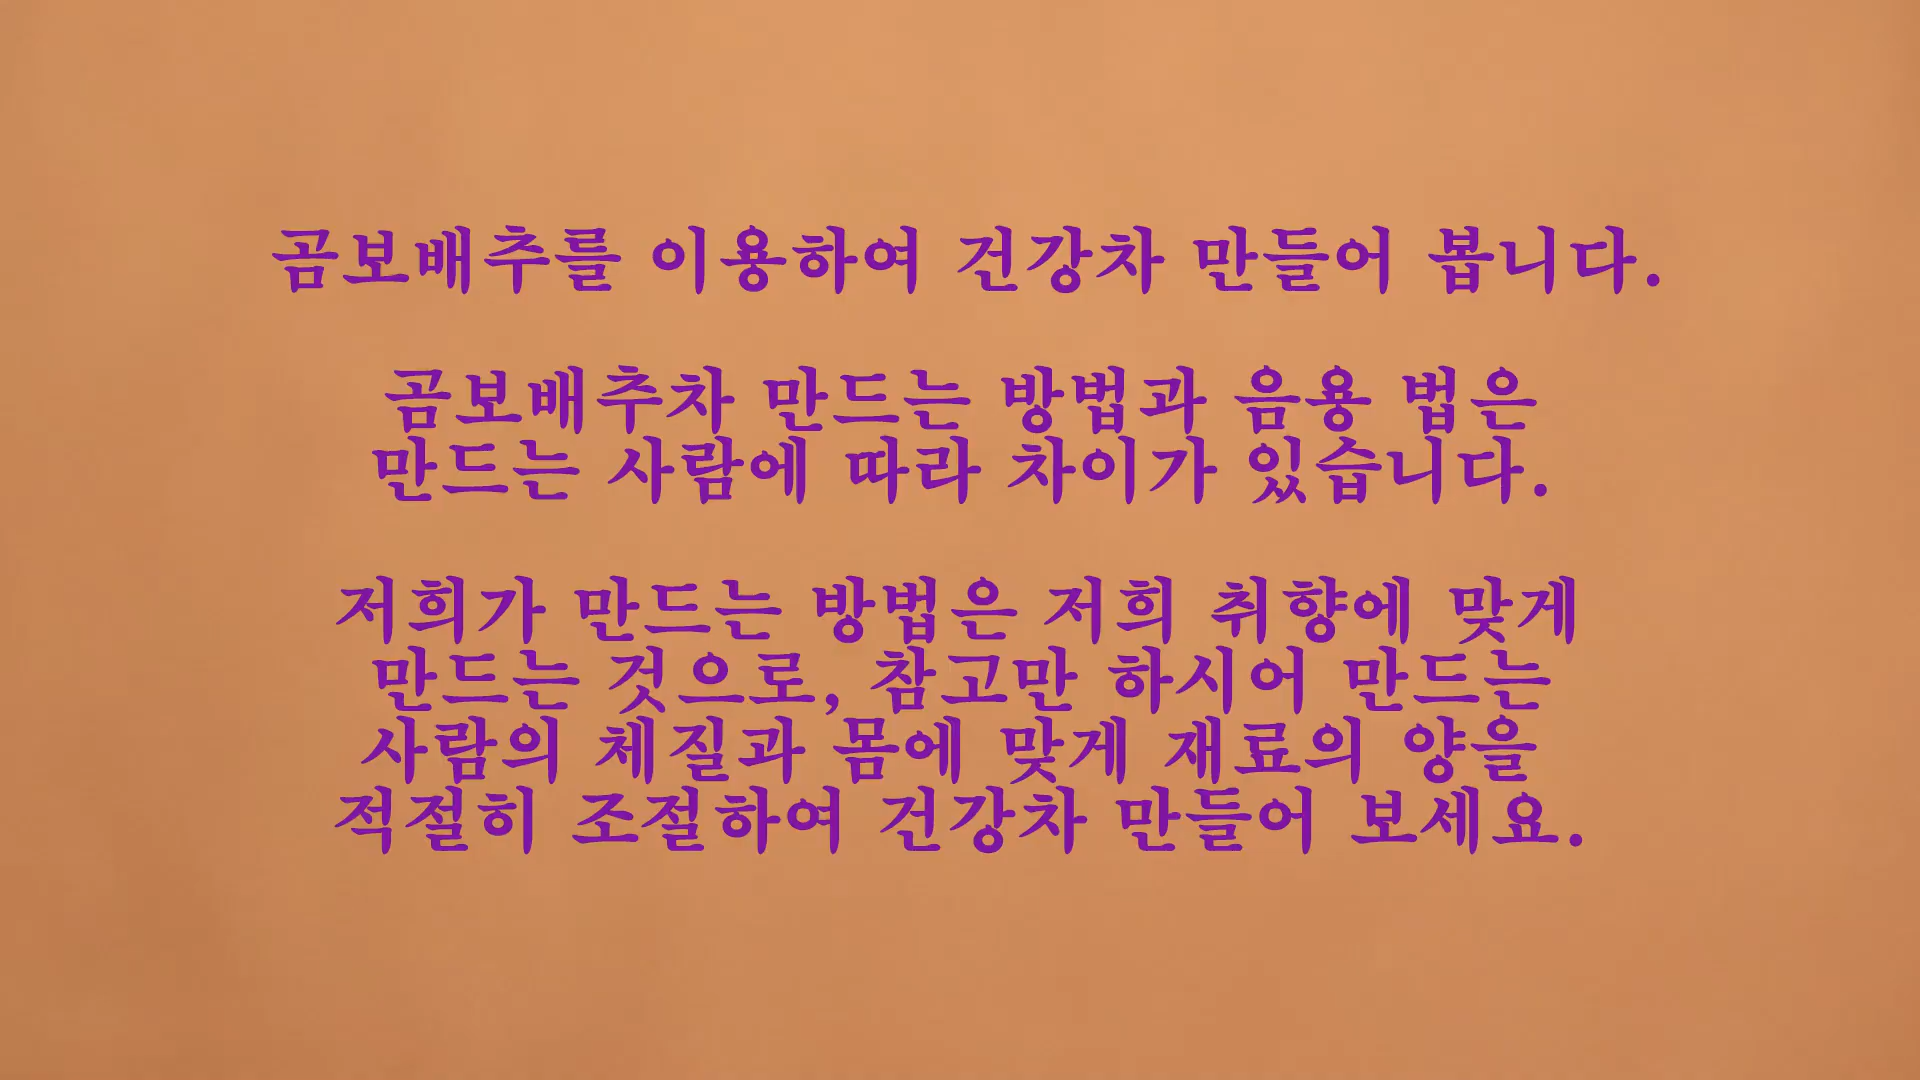 곰보배추를 이용하여 건강차 만들어 봅니다.
곰보배추차 만드는 방법과 음용 법은
만드는 사람에 따라 차이가 있습니다.
저희가 만드는 방법은 저희 취향에 맞게
만드는 것으로, 참고만 하시어 만드는
사람의 체질과 몸에 맞게 재료의 양을
적절히 조절하여 건강차 만들어 보세요.